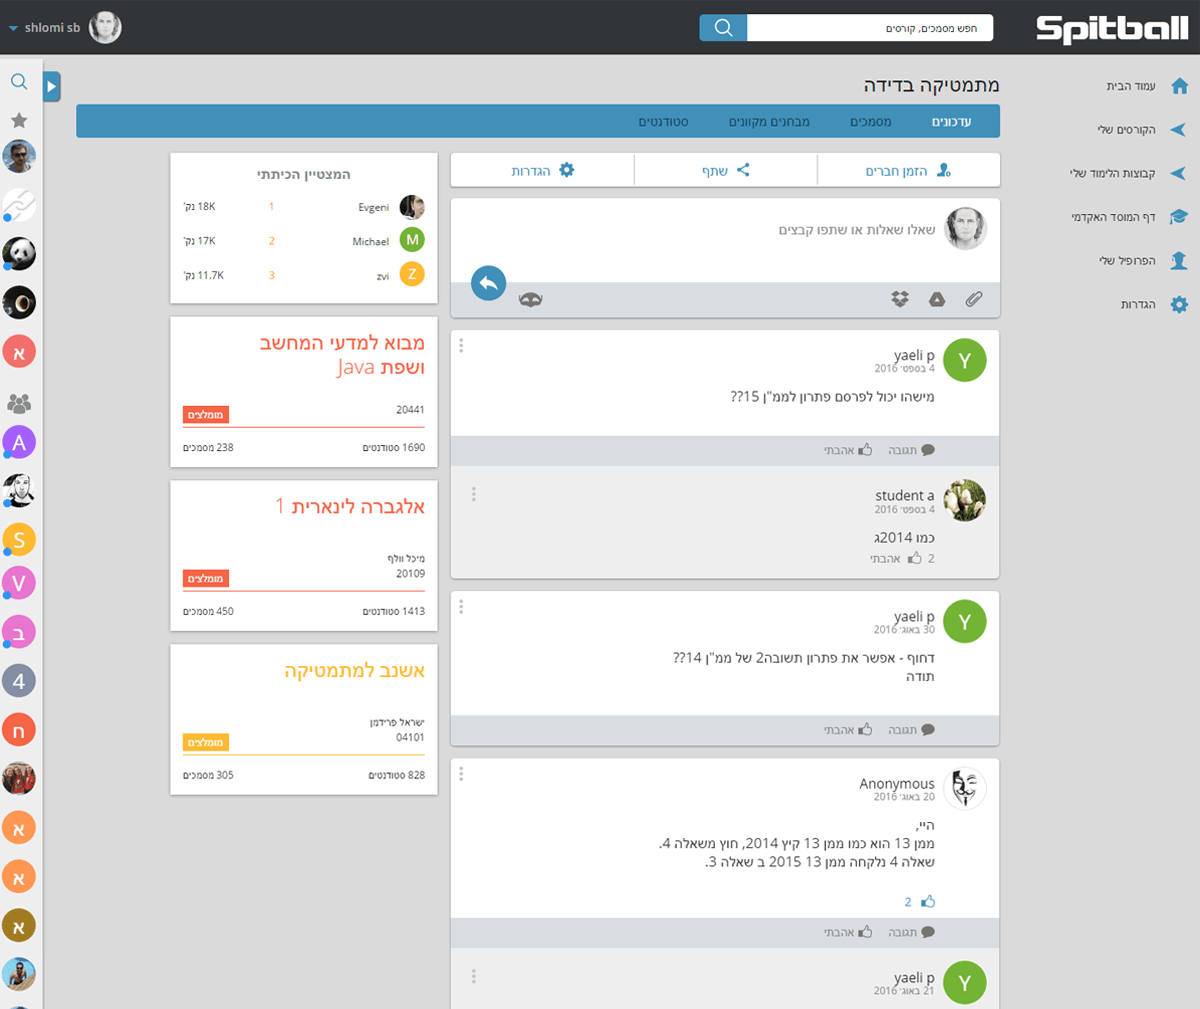 Spitball
חפש מסמכים, קורסים
shlomi sb
עמוד הבית
הקורסים שלי
קבוצות הלימוד שלי
דף המוסד האקדמי
הפרופיל שלי
הגדרות
מתמטיקה בדידה
עדכונים
מסמכים
מבחנים מקוונים
סטודנטים
הזמן חברים
שתף
הגדרות
שאלו שאלות או שתפו קבצים
Y
yaeli p
4 בספט׳ 2016
מישהו יכול לפרסם פתרון לממ"ן 15??
תגובה
אהבתי
student a
4 בספט׳ 2016
כמו 2014ג
2 אהבתי
Y
yaeli p
30 באוג׳ 2016
דחוף - אפשר את פתרון תשובה2 של ממ"ן 14??
תודה
תגובה
אהבתי
Anonymous
20 באוג׳ 2016
היי,
ממן 13 הוא כמו ממן 13 קיץ 2014, חוץ משאלה 4.
שאלה 4 נלקחה ממן 13 2015 ב שאלה 3.
2
תגובה
אהבתי
Y
yaeli p
21 באוג׳ 2016
המצטיין הכיתתי
Evgeni 1 18K נק'
M Michael 2 17K נק'
Z zvi 3 11.7K נק'
מבוא למדעי המחשב
ושפת Java
20441
מומלצים
1690 סטודנטים
238 מסמכים
אלגברה לינארית 1
מיכל וולף
20109
מומלצים
1413 סטודנטים
450 מסמכים
אשנב למתמטיקה
ישראל פרידמן
04101
מומלצים
828 סטודנטים
305 מסמכים
א
A
S
V
ב
4
ח
א
א
א